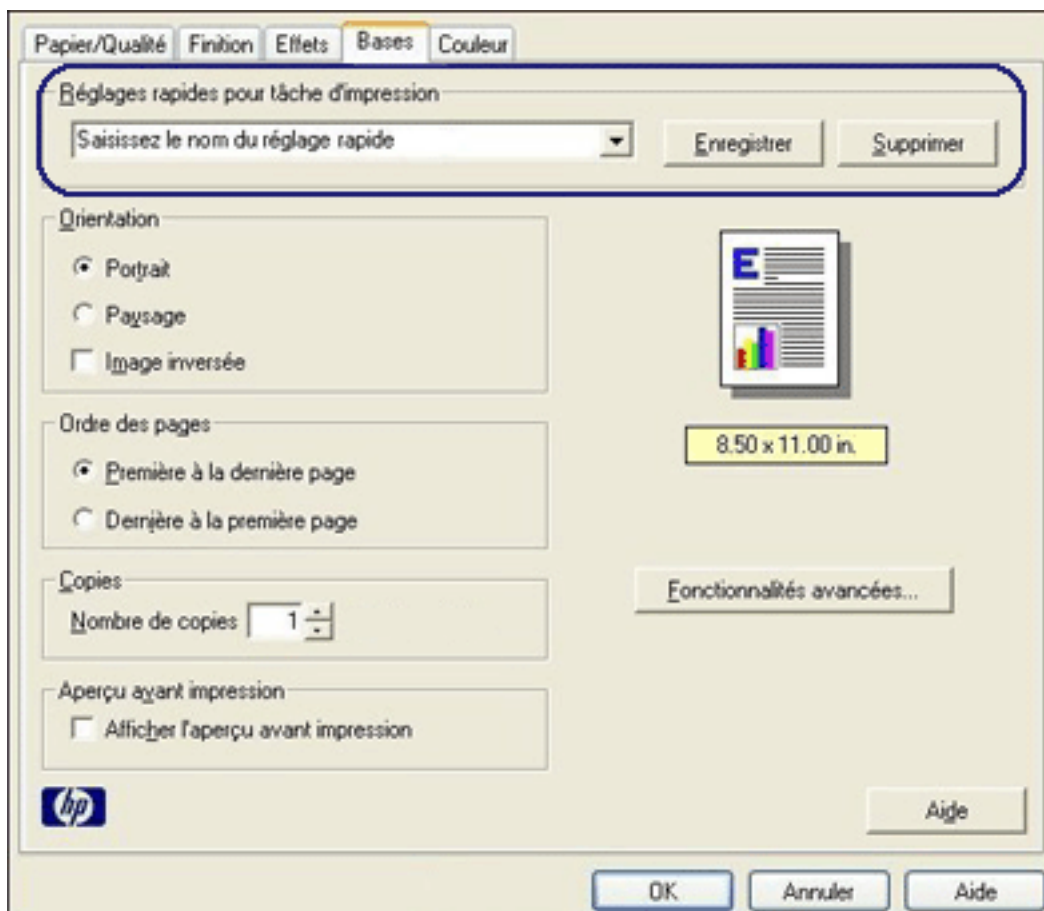 Papier/Qualité Finition Effets Bases Couleur
Réglages rapides pour tâche d'impression
Saisissez le nom du réglage rapide Enregistrer Supprimer
Orientation
Portrait
Paysage
Image inversée
E
8.50 x 11.00 in.
Ordre des pages
Première à la dernière page
Dernière à la première page
Copies
Nombre de copies 1
Fonctionnalités avancées...
Aperçu avant impression
Afficher l'aperçu avant impression
hp
Aide
OK Annuler Aide